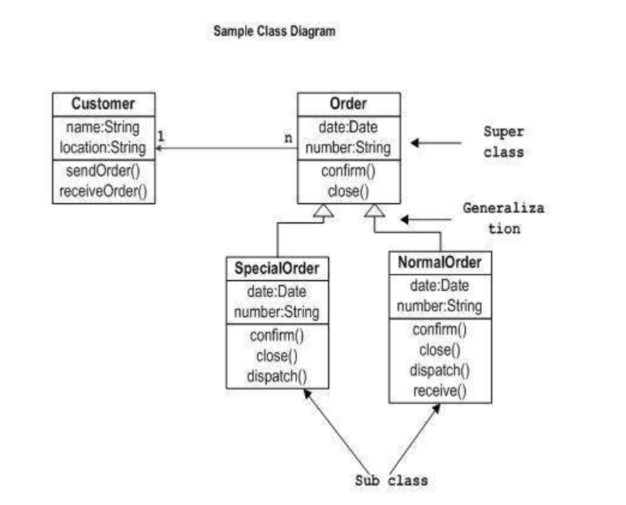 Sample Class Diagram
Customer
name:String
location:String
sendOrder()
receiveOrder()
1
n
Order
date:Date
number:String
confirm()
close()
Super
class
Generaliza
tion
SpecialOrder
date:Date
number:String
confirm()
close()
dispatch()
NormalOrder
date:Date
number:String
confirm()
close()
dispatch()
receive()
Sub class